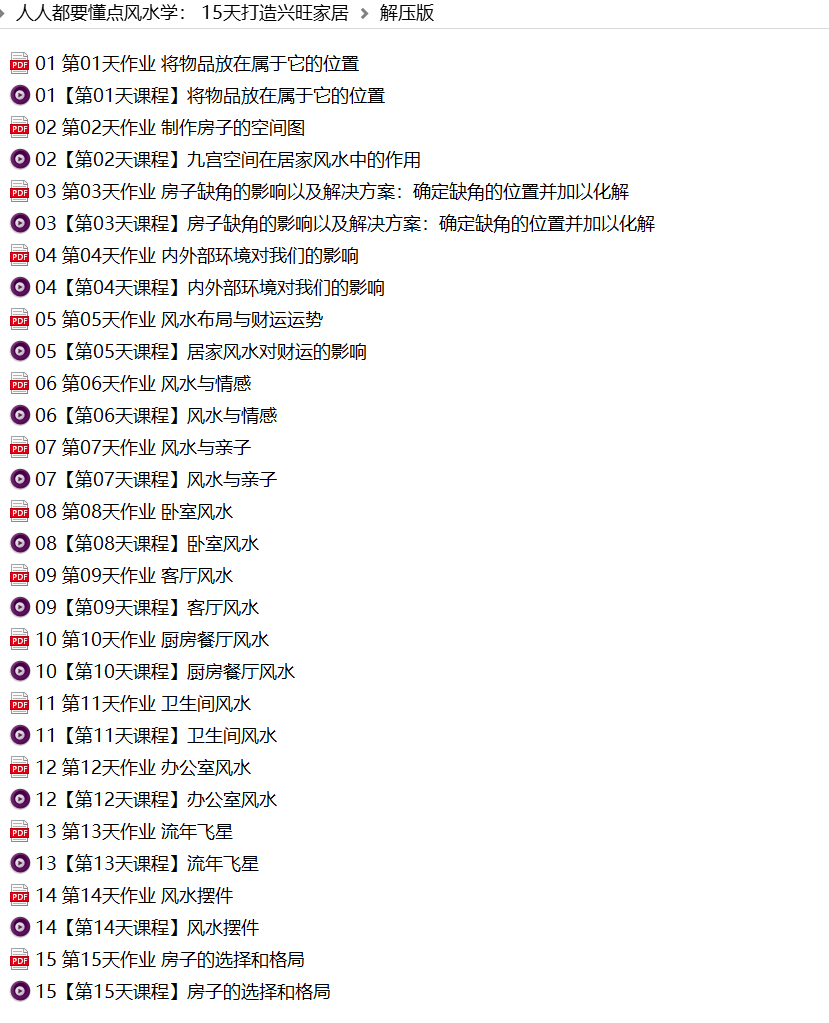 人人都要懂点风水学： 15天打造兴旺家居 > 解压版
PDF 01 第01天作业 将物品放在属于它的位置
01【第01天课程】将物品放在属于它的位置
PDF 02 第02天作业 制作房子的空间图
02【第02天课程】九宫空间在居家风水中的作用
PDF 03 第03天作业 房子缺角的影响以及解决方案：确定缺角的位置并加以化解
03【第03天课程】房子缺角的影响以及解决方案：确定缺角的位置并加以化解
PDF 04 第04天作业 内外部环境对我们的影响
04【第04天课程】内外部环境对我们的影响
PDF 05 第05天作业 风水布局与财运运势
05【第05天课程】居家风水对财运的影响
PDF 06 第06天作业 风水与情感
06【第06天课程】风水与情感
PDF 07 第07天作业 风水与亲子
07【第07天课程】风水与亲子
PDF 08 第08天作业 卧室风水
08【第08天课程】卧室风水
PDF 09 第09天作业 客厅风水
09【第09天课程】客厅风水
PDF 10 第10天作业 厨房餐厅风水
10【第10天课程】厨房餐厅风水
PDF 11 第11天作业 卫生间风水
11【第11天课程】卫生间风水
PDF 12 第12天作业 办公室风水
12【第12天课程】办公室风水
PDF 13 第13天作业 流年飞星
13【第13天课程】流年飞星
PDF 14 第14天作业 风水摆件
14【第14天课程】风水摆件
PDF 15 第15天作业 房子的选择和格局
15【第15天课程】房子的选择和格局